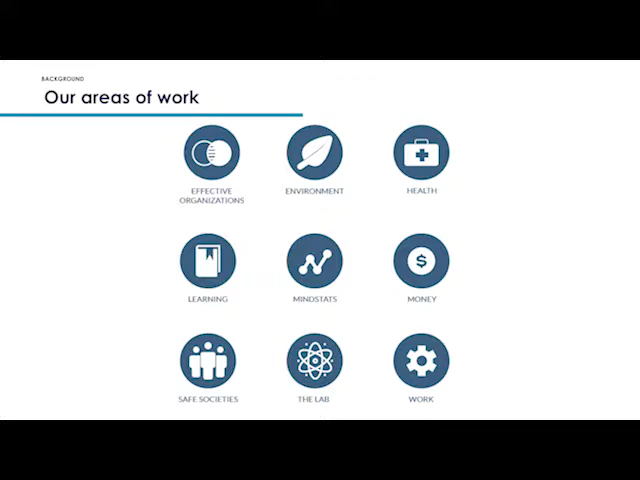 BACKGROUND
Our areas of work
EFFECTIVE
ORGANIZATIONS
ENVIRONMENT
HEALTH
LEARNING
MINDSTATS
$
MONEY
SAFE SOCIETIES
THE LAB
WORK